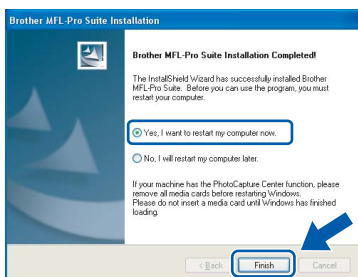 Brother MFL-Pro Suite Installation
Brother MFL-Pro Suite Installation Completed!
The InstallShield Wizard has successfully installed Brother
MFL-Pro Suite. Before you can use the program, you must
restart your computer.
Yes, I want to restart my computer now.
No, I will restart my computer later.
If your machine has the PhotoCapture Center function, please
remove all media cards before restarting Windows.
Please do not insert a media card until Windows has finished
loading.
< Back Finish Cancel